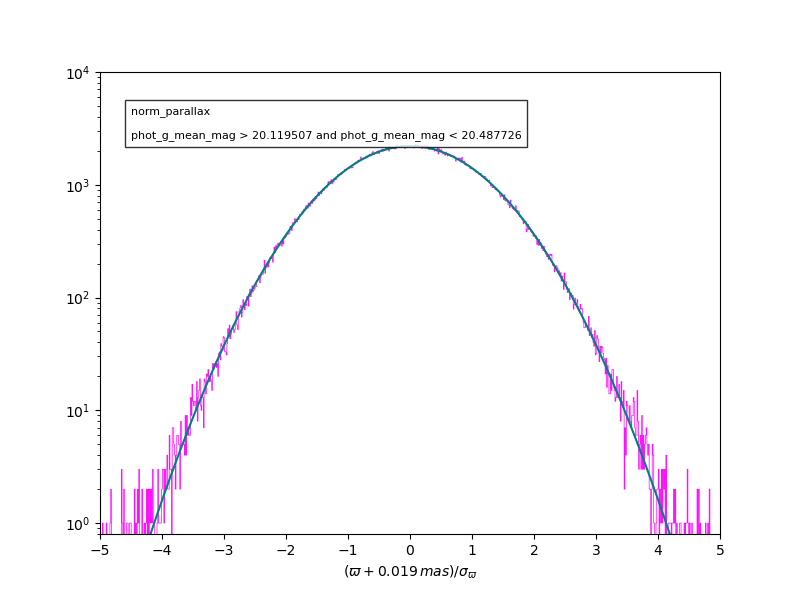 10⁴
norm_parallax
phot_g_mean_mag > 20.119507 and phot_g_mean_mag < 20.487726
10³
10²
10¹
10⁰
−5 −4 −3 −2 −1 0 1 2 3 4 5
(ϖ + 0.019 mas)/σ_ϖ